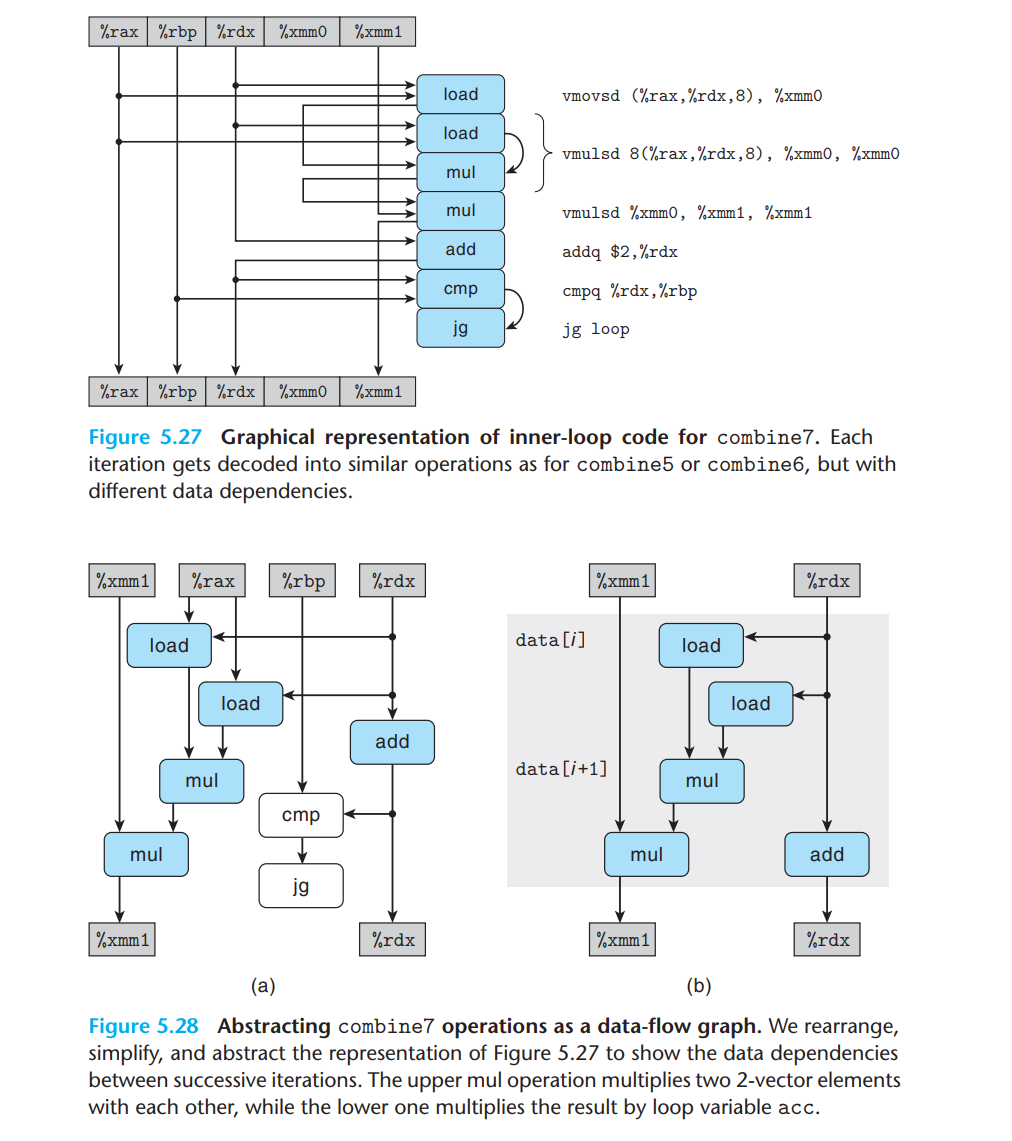 %rax %rbp %rdx %xmm0 %xmm1
load vmovsd (%rax,%rdx,8), %xmm0
load
vmulsd 8(%rax,%rdx,8), %xmm0, %xmm0
mul
mul vmulsd %xmm0, %xmm1, %xmm1
add addq $2,%rdx
cmp cmpq %rdx,%rbp
jg jg loop
%rax %rbp %rdx %xmm0 %xmm1
Figure 5.27 Graphical representation of inner-loop code for combine7. Each
iteration gets decoded into similar operations as for combine5 or combine6, but with
different data dependencies.
%xmm1 %rax %rbp %rdx
load
load
add
mul
cmp
mul
jg
%xmm1 %rdx
(a)
%xmm1 %rdx
data[i] load
load
data[i+1]
mul
mul add
%xmm1 %rdx
(b)
Figure 5.28 Abstracting combine7 operations as a data-flow graph. We rearrange,
simplify, and abstract the representation of Figure 5.27 to show the data dependencies
between successive iterations. The upper mul operation multiplies two 2-vector elements
with each other, while the lower one multiplies the result by loop variable acc.